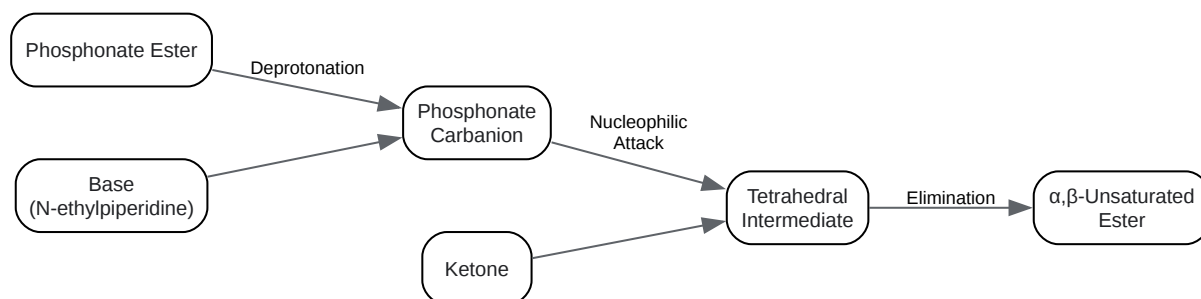 Phosphonate Ester
Deprotonation
Base
(N-ethylpiperidine)
Phosphonate
Carbanion
Nucleophilic
Attack
Ketone
Tetrahedral
Intermediate
Elimination
α,β-Unsaturated
Ester